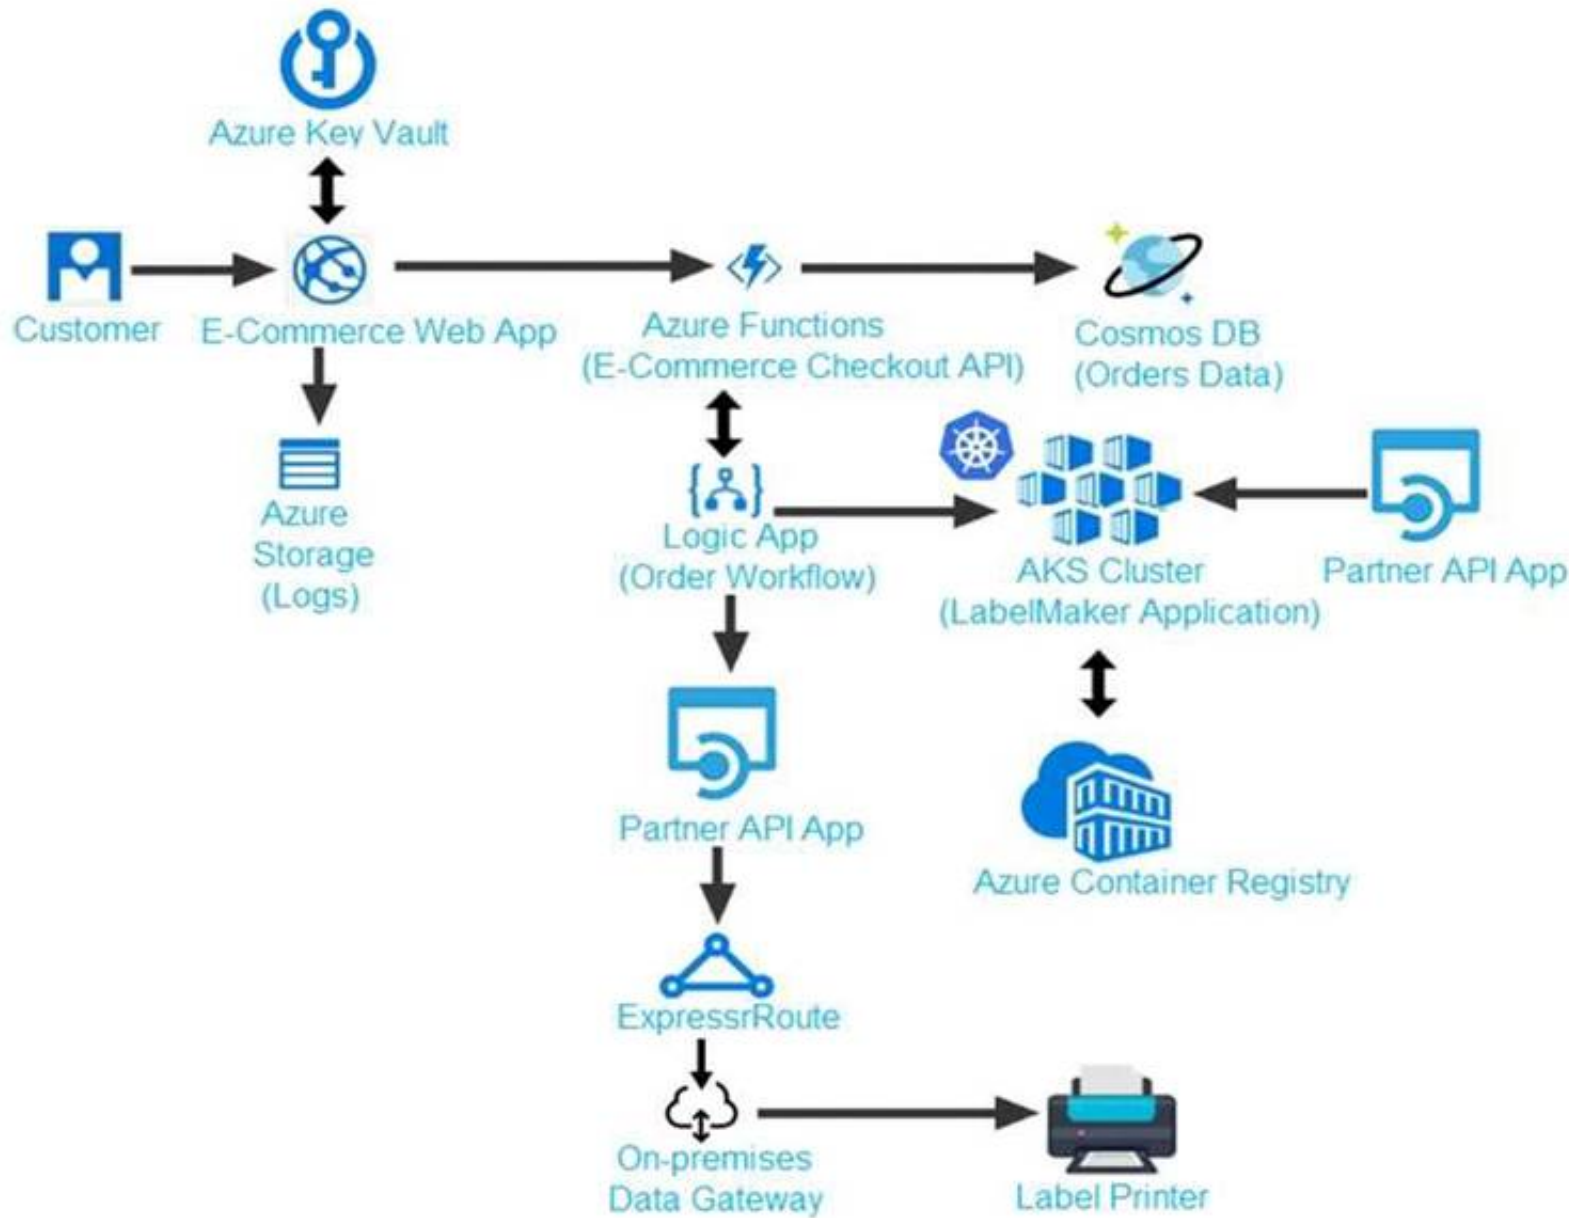 Azure Key Vault
Customer
E-Commerce Web App
Azure Functions
(E-Commerce Checkout API)
Cosmos DB
(Orders Data)
Azure
Storage
(Logs)
Logic App
(Order Workflow)
AKS Cluster
(LabelMaker Application)
Partner API App
Partner API App
Azure Container Registry
ExpressrRoute
On-premises
Data Gateway
Label Printer